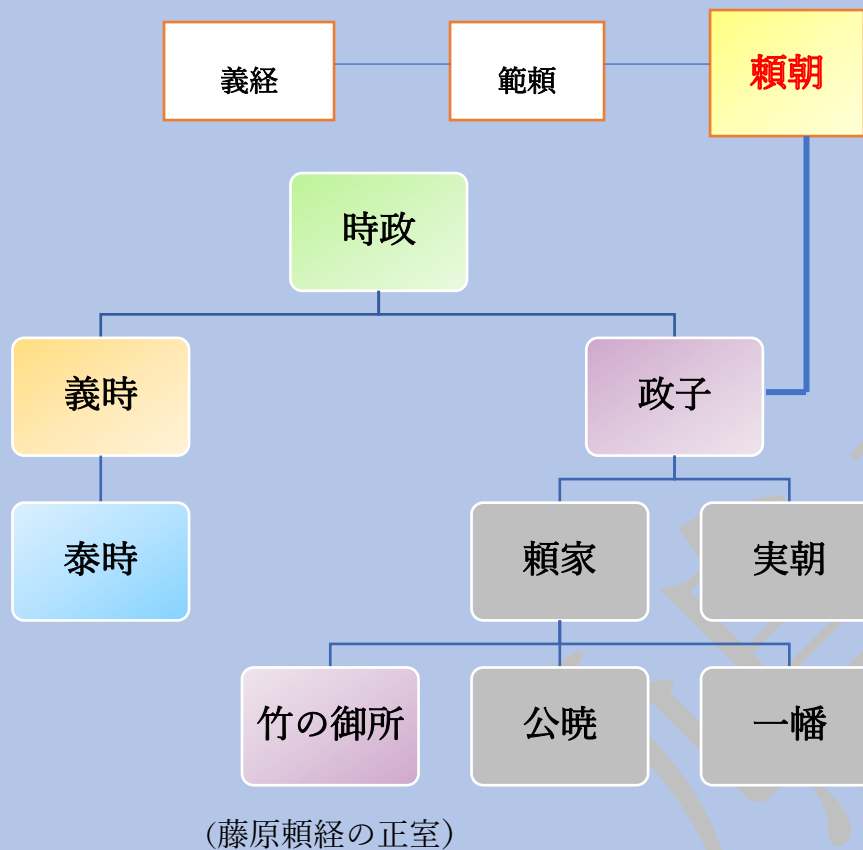 義経
範頼
頼朝
時政
義時
政子
泰時
頼家
実朝
竹の御所
公暁
一幡
(藤原頼経の正室）